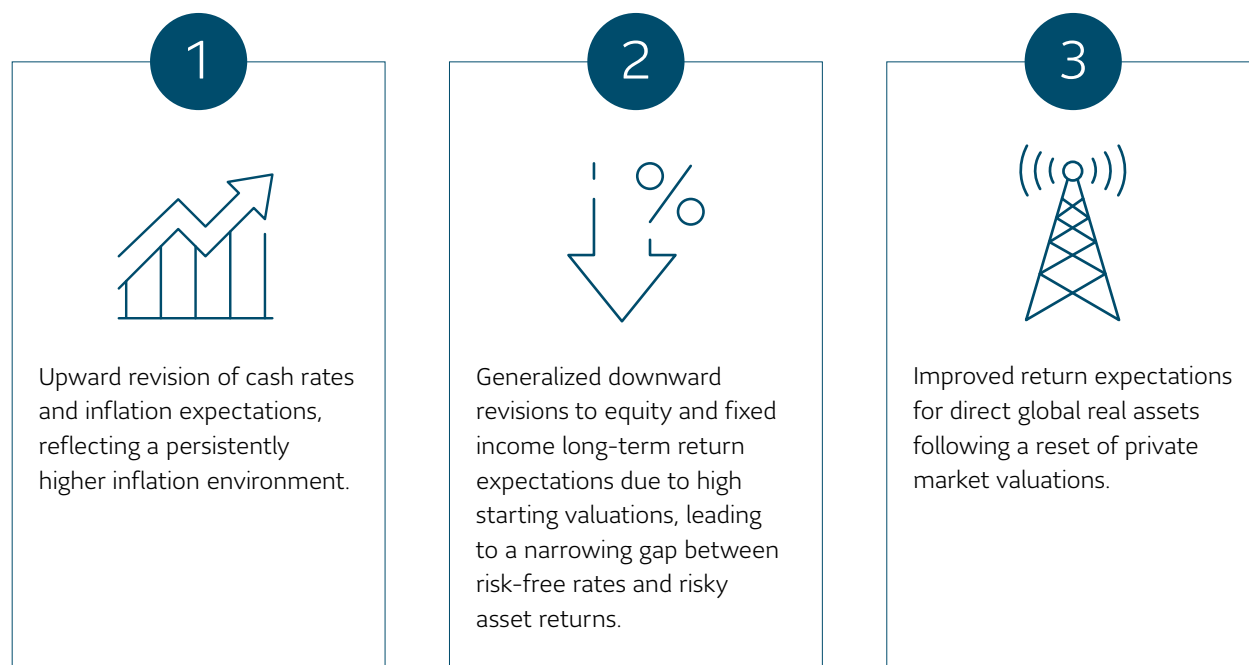 1
Upward revision of cash rates
and inflation expectations,
reflecting a persistently
higher inflation environment.
2
%
Generalized downward
revisions to equity and fixed
income long-term return
expectations due to high
starting valuations, leading
to a narrowing gap between
risk-free rates and risky
asset returns.
3
Improved return expectations
for direct global real assets
following a reset of private
market valuations.